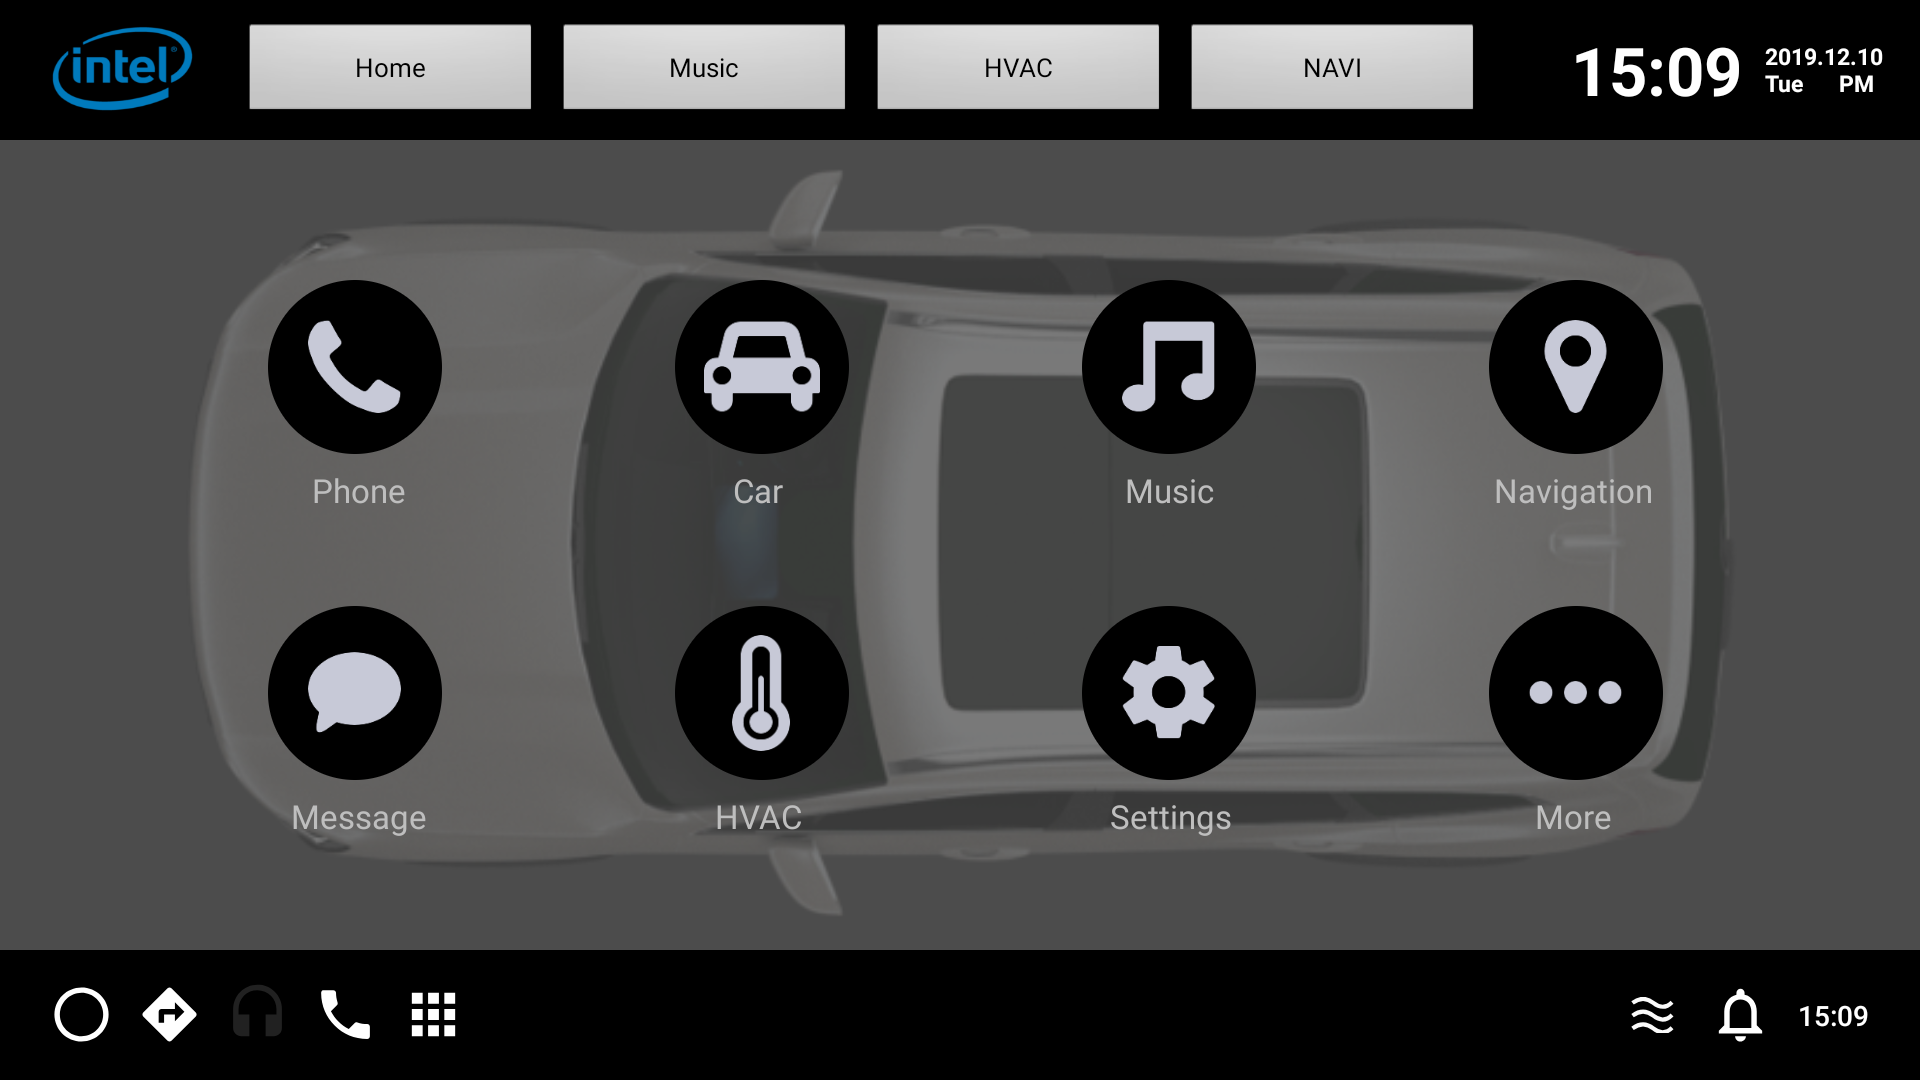 intel
Home
Music
HVAC
NAVI
15:09
2019.12.10
Tue PM
Phone
Car
Music
Navigation
Message
HVAC
Settings
More
15:09